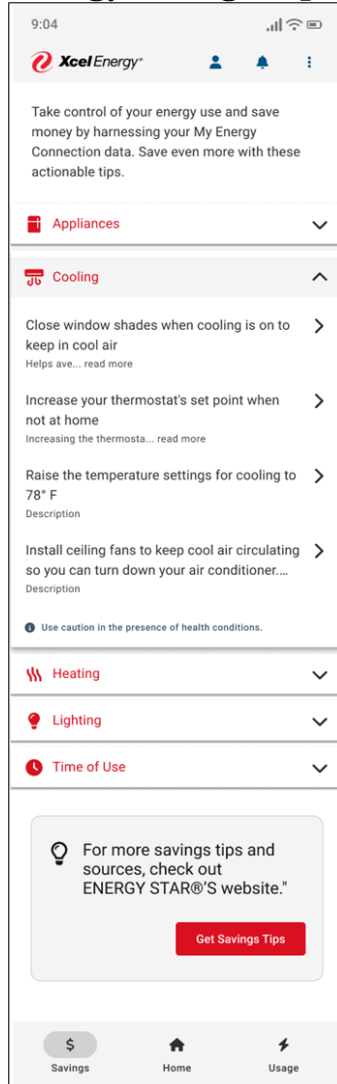 9:04
Xcel Energy®
Take control of your energy use and save
money by harnessing your My Energy
Connection data. Save even more with these
actionable tips.
Appliances
Cooling
Close window shades when cooling is on to
keep in cool air
Helps ave... read more
Increase your thermostat's set point when
not at home
Increasing the thermosta... read more
Raise the temperature settings for cooling to
78° F
Description
Install ceiling fans to keep cool air circulating
so you can turn down your air conditioner....
Description
Use caution in the presence of health conditions.
Heating
Lighting
Time of Use
For more savings tips and
sources, check out
ENERGY STAR®'S website."
Get Savings Tips
Savings
Home
Usage